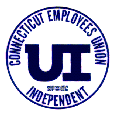 CONNECTICUT EMPLOYEES UNION
UI
INDEPENDENT